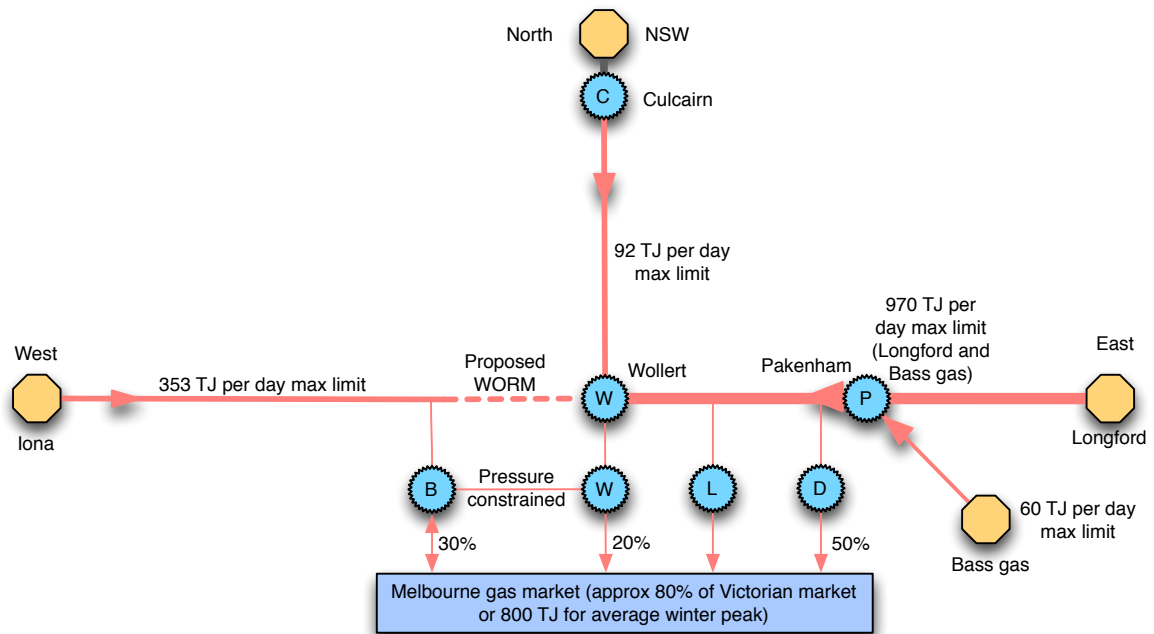 North
NSW
C
Culcairn
92 TJ per day
max limit
970 TJ per
day max limit
(Longford and
Bass gas)
West
353 TJ per day max limit
Proposed
WORM
Wollert
Pakenham
East
W
P
Iona
Longford
B
Pressure
constrained
W
L
D
60 TJ per day
max limit
30%
20%
50%
Bass gas
Melbourne gas market (approx 80% of Victorian market
or 800 TJ for average winter peak)